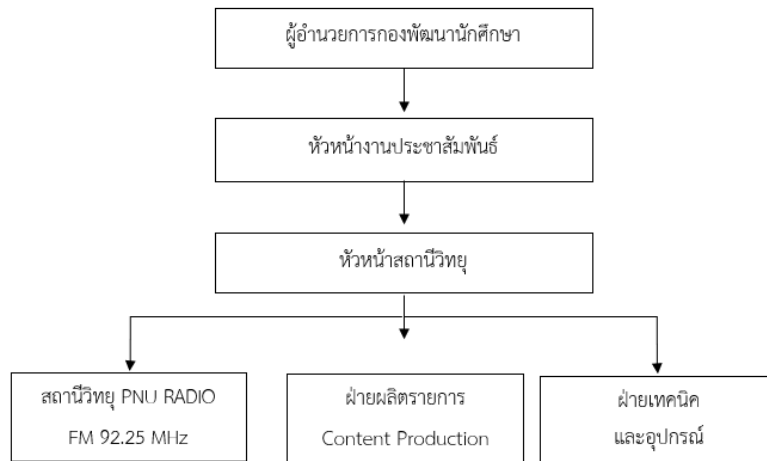 ผู้อำนวยการกองพัฒนานักศึกษา
หัวหน้างานประชาสัมพันธ์
หัวหน้าสถานีวิทยุ
สถานีวิทยุ PNU RADIO
FM 92.25 MHz
ฝ่ายผลิตรายการ
Content Production
ฝ่ายเทคนิค
และอุปกรณ์